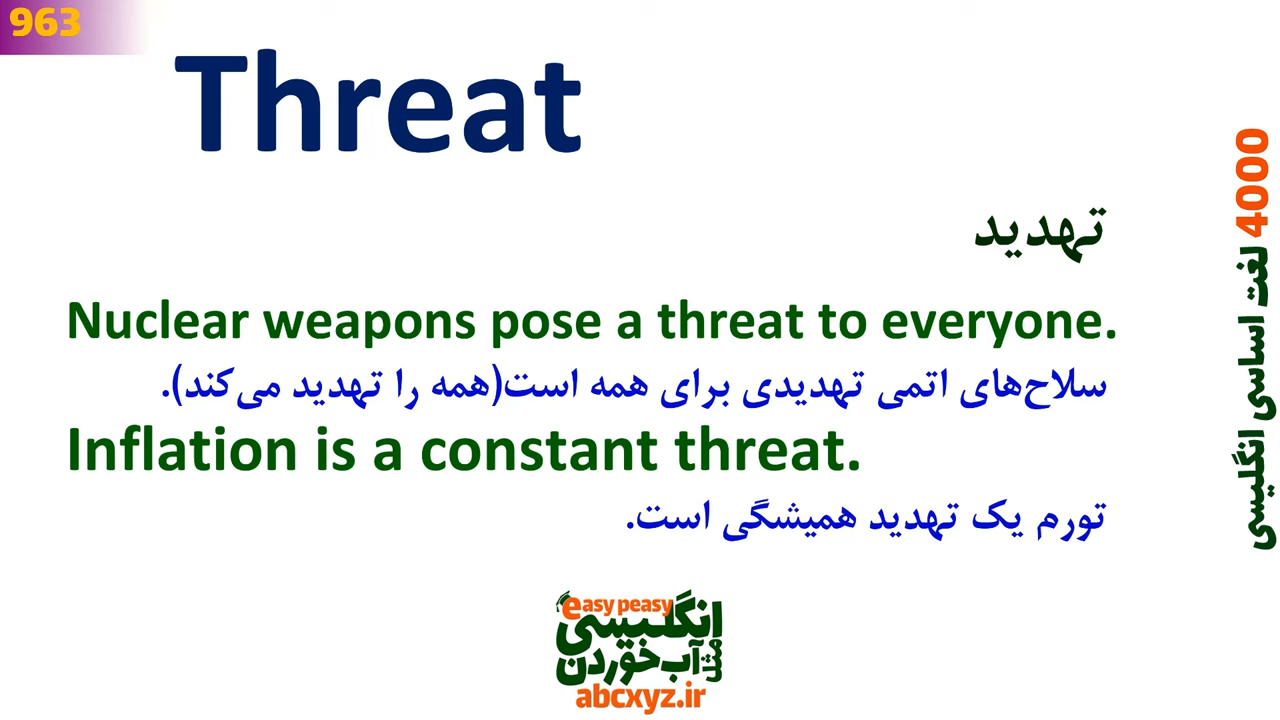 963
Threat
تهدید
Nuclear weapons pose a threat to everyone.
سلاح‌های اتمی تهدیدی برای همه است(همه را تهدید می‌کند).
Inflation is a constant threat.
تورم یک تهدید همیشگی است.
4000 لغت اساسی انگلیسی
easy peasy
انگلیسی
مثل
آب خوردن
abcxyz.ir